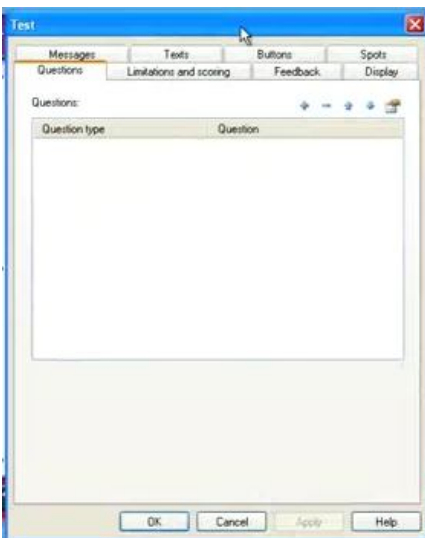 Test
Messages Texts Buttons Spots
Questions Limitations and scoring Feedback Display
Questions:
Question type Question
OK Cancel Apply Help